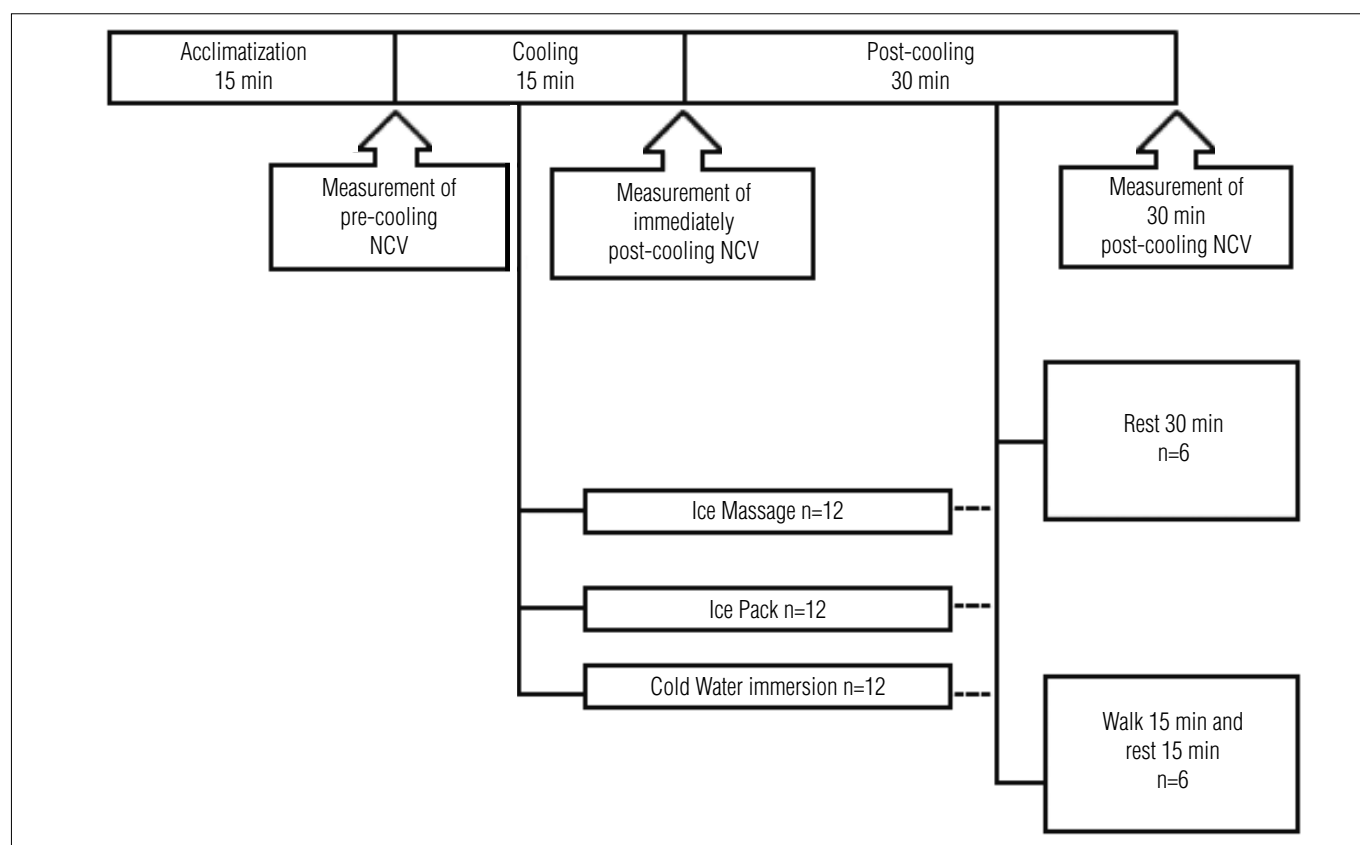 Acclimatization
15 min
Cooling
15 min
Post-cooling
30 min
Measurement of
pre-cooling
NCV
Measurement of
immediately
post-cooling NCV
Measurement of
30 min
post-cooling NCV
Rest 30 min
n=6
Ice Massage n=12
Ice Pack n=12
Cold Water immersion n=12
Walk 15 min and
rest 15 min
n=6